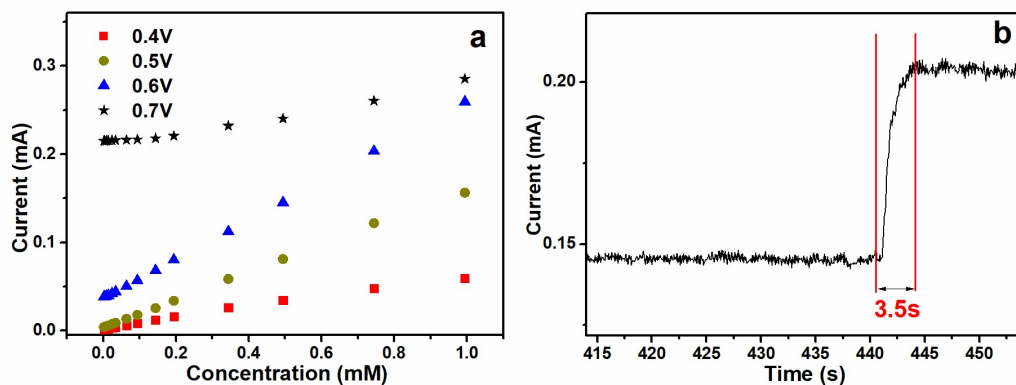 a
0.4V
0.5V
0.6V
0.7V
0.3
0.2
0.1
0.0
Current (mA)
0.0 0.2 0.4 0.6 0.8 1.0
Concentration (mM)
b
0.20
0.15
Current (mA)
3.5s
415 420 425 430 435 440 445 450
Time (s)